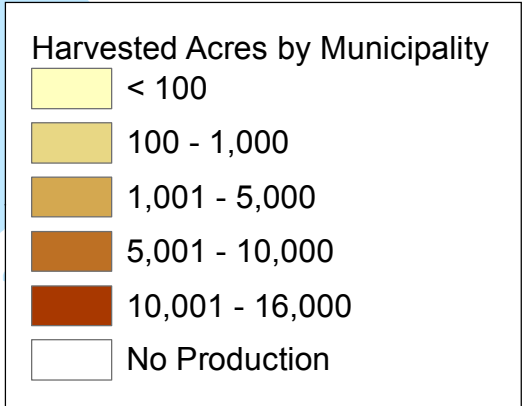 Harvested Acres by Municipality
< 100
100 - 1,000
1,001 - 5,000
5,001 - 10,000
10,001 - 16,000
No Production